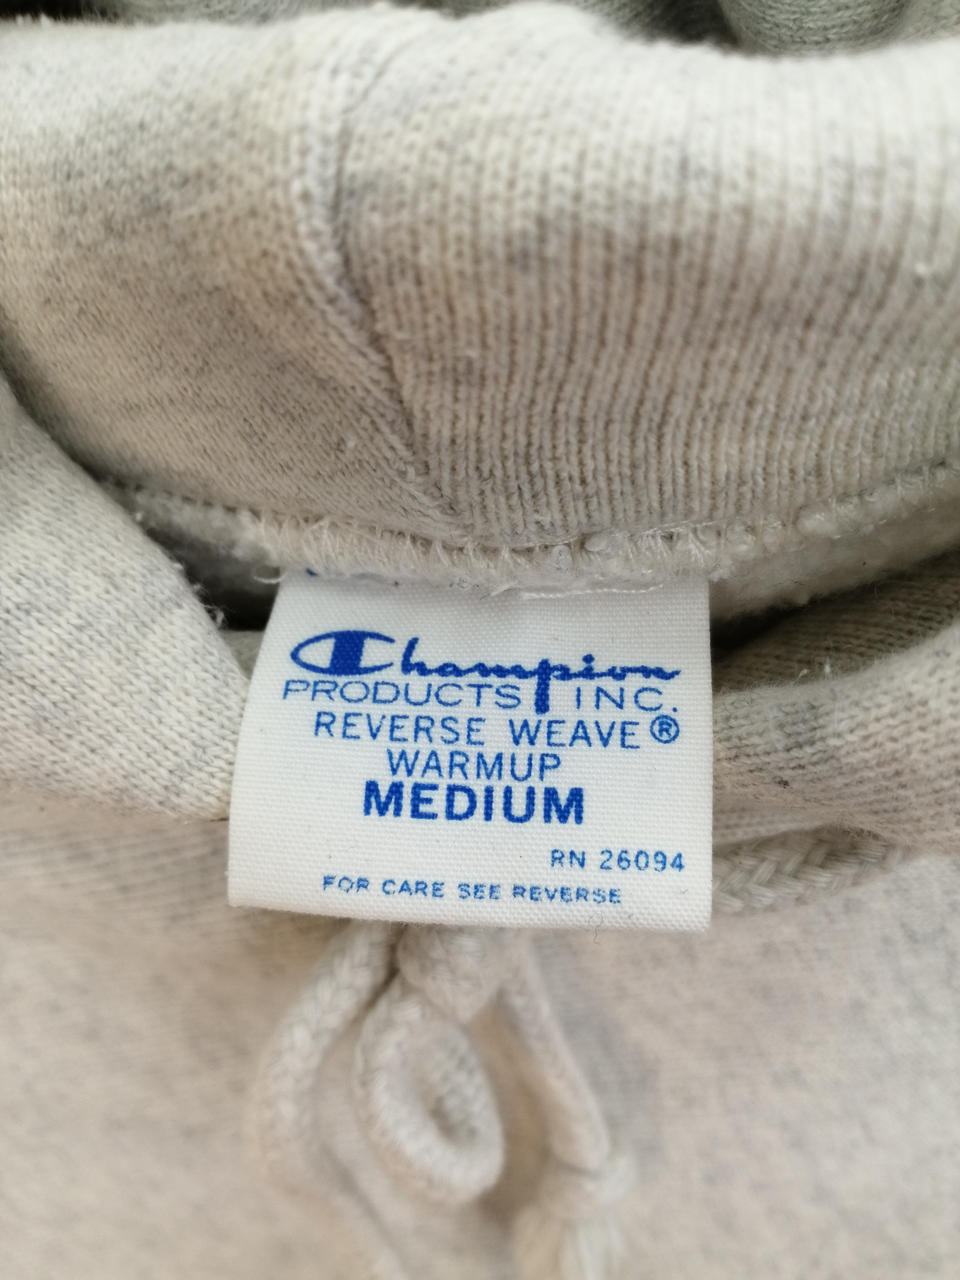 Champion
PRODUCTS INC.
REVERSE WEAVE®
WARMUP
MEDIUM
RN 26094
FOR CARE SEE REVERSE